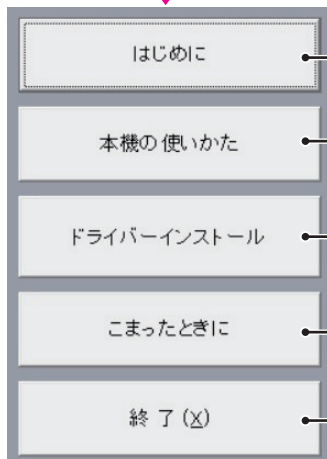 はじめに
本機の使いかた
ドライバーインストール
こまったときに
終了(X)